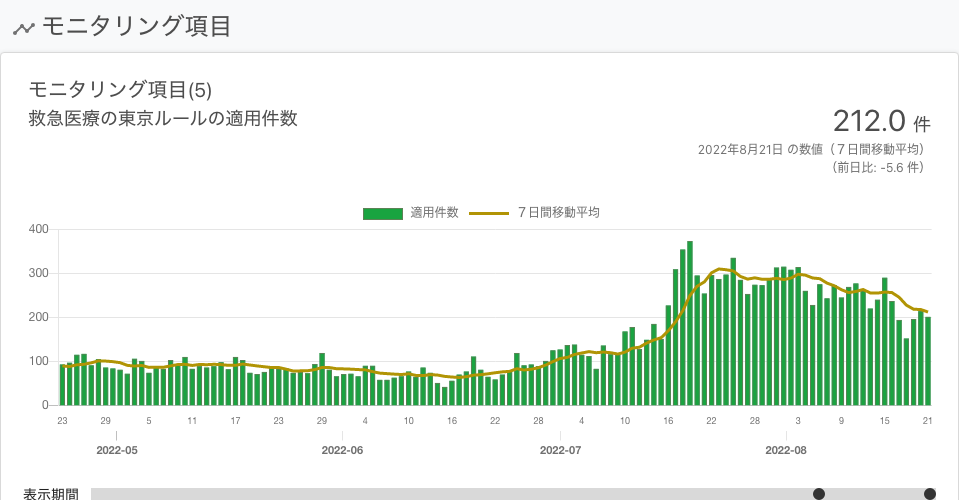 モニタリング項目
モニタリング項目(5)
救急医療の東京ルールの適用件数
212.0 件
2022年8月21日 の数値（７日間移動平均）
（前日比: -5.6 件）
適用件数 ７日間移動平均
400
300
200
100
0
23 29 5 11 17 23 29 4 10 16 22 28 4 10 16 22 28 3 9 15 21
2022-05 2022-06 2022-07 2022-08
表示期間